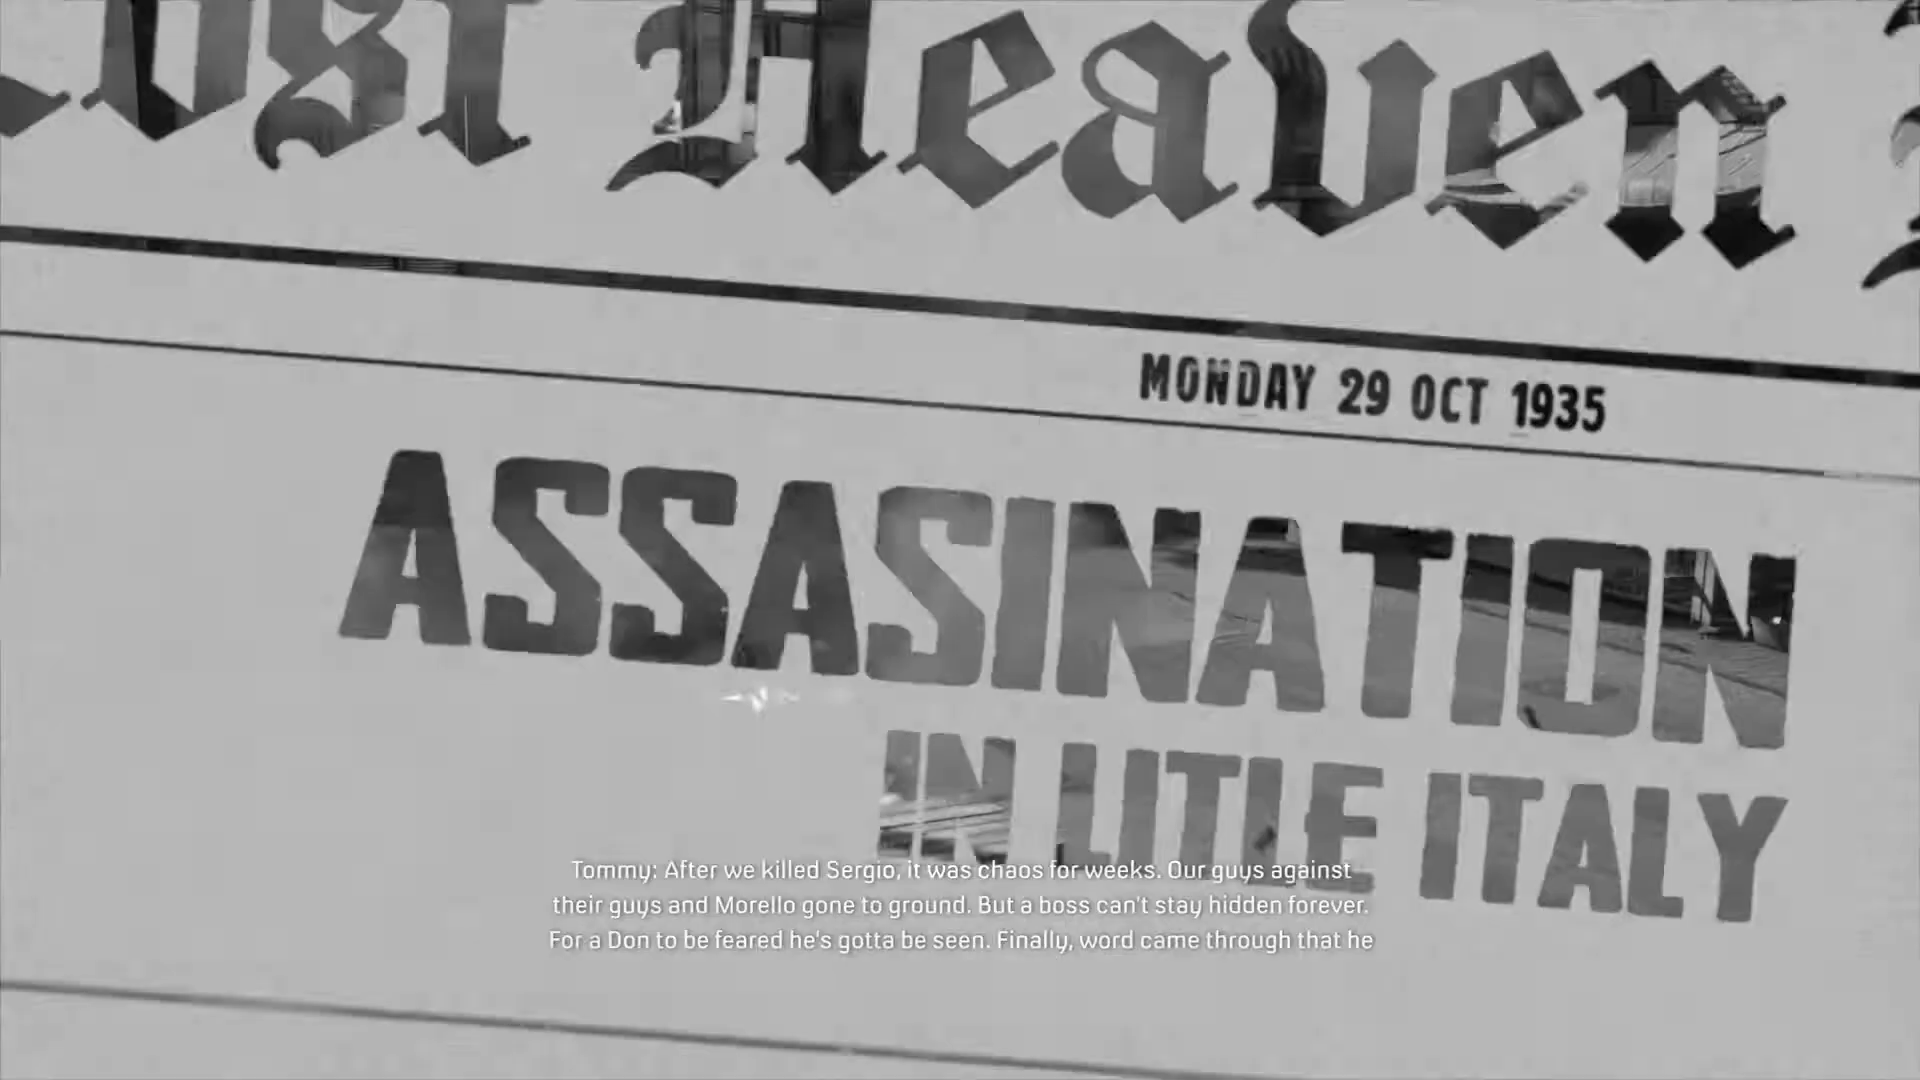 Lost Heaven
MONDAY 29 OCT 1935
ASSASINATION
IN LITTLE ITALY
Tommy: After we killed Sergio, it was chaos for weeks. Our guys against
their guys and Morello gone to ground. But a boss can't stay hidden forever.
For a Don to be feared he's gotta be seen. Finally, word came through that he